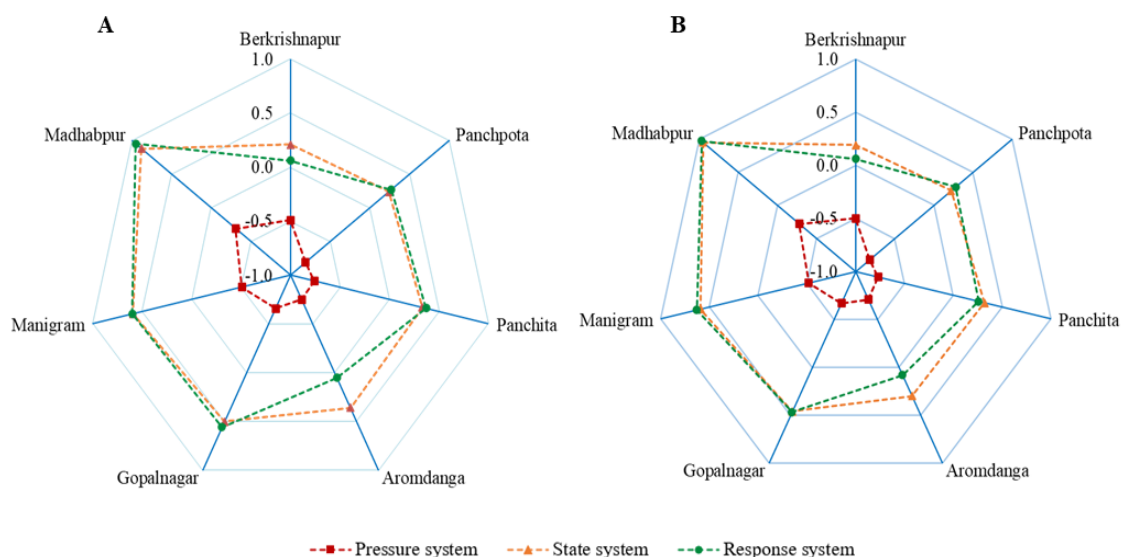 A
Berkrishnapur
1.0
0.5
0.0
-0.5
-1.0
Panchpota
Panchita
Aromdanga
Gopalnagar
Manigram
Madhabpur
B
Berkrishnapur
1.0
0.5
0.0
-0.5
-1.0
Panchpota
Panchita
Aromdanga
Gopalnagar
Manigram
Madhabpur
Pressure system State system Response system